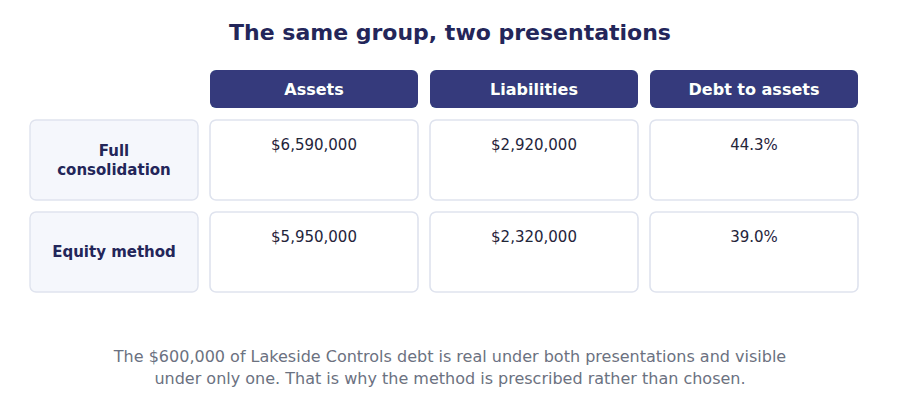 The same group, two presentations
Assets
Liabilities
Debt to assets
Full
consolidation
$6,590,000
$2,920,000
44.3%
Equity method
$5,950,000
$2,320,000
39.0%
The $600,000 of Lakeside Controls debt is real under both presentations and visible
under only one. That is why the method is prescribed rather than chosen.